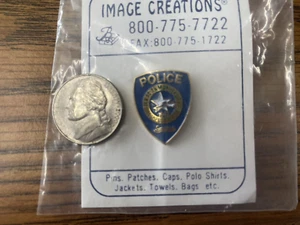 IMAGE CREATIONS®
800-775-7722
FAX:800-775-1722
POLICE
Pins, Patches, Caps, Polo Shirts,
Jackets, Towels, Bags etc.